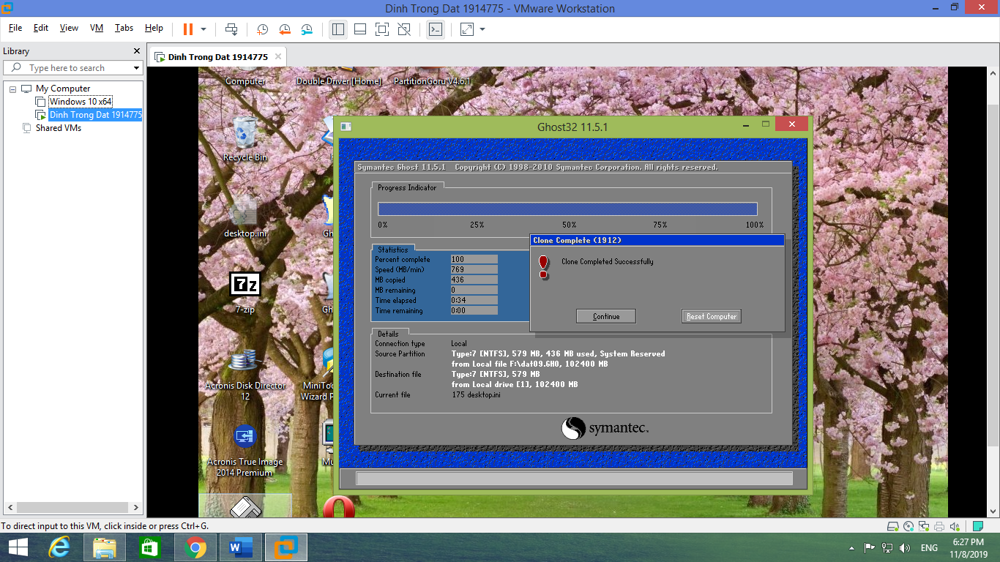 Dinh Trong Dat 1914775 - VMware Workstation
File Edit View VM Tabs Help
Library
Type here to search
My Computer
Windows 10 x64
Dinh Trong Dat 1914775
Shared VMs
Dinh Trong Dat 1914775
Computer
Double Driver [Home]
PartitionGuru V4.6.1
Recycle Bin
desktop.ini
7-zip
Acronis Disk Director
12
Acronis True Image
2014 Premium
Gh
Gh
MiniToo
Wizard P
Mu
Ghost32 11.5.1
Symantec Ghost 11.5.1 Copyright (C) 1998-2010 Symantec Corporation. All rights reserved.
Progress Indicator
0% 25% 50% 75% 100%
Statistics
Percent complete 100
Speed (MB/min) 769
MB copied 436
MB remaining 0
Time elapsed 0:34
Time remaining 0:00
Clone Complete (1912)
Clone Completed Successfully
Continue
Reset Computer
Details
Connection type Local
Source Partition Type:7 [NTFS], 579 MB, 436 MB used, System Reserved
from Local file F:\dat09.GHO, 102400 MB
Destination file Type:7 [NTFS], 579 MB
from Local drive [1], 102400 MB
Current file 175 desktop.ini
symantec.
To direct input to this VM, click inside or press Ctrl+G.
ENG
6:27 PM
11/8/2019